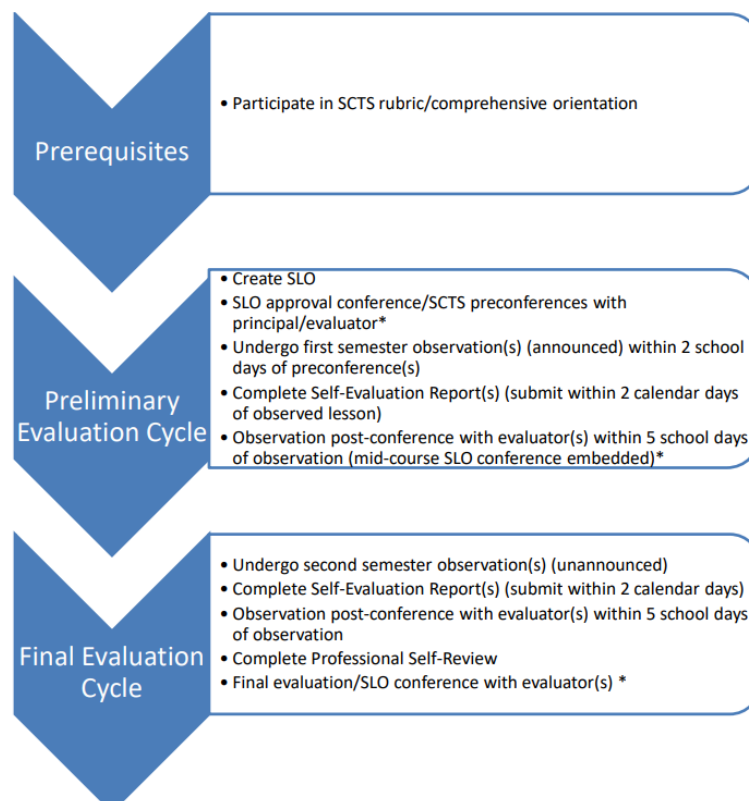 Prerequisites
• Participate in SCTS rubric/comprehensive orientation
Preliminary
Evaluation Cycle
• Create SLO
• SLO approval conference/SCTS preconferences with
principal/evaluator*
• Undergo first semester observation(s) (announced) within 2 school
days of preconference(s)
• Complete Self-Evaluation Report(s) (submit within 2 calendar days
of observed lesson)
• Observation post-conference with evaluator(s) within 5 school days
of observation (mid-course SLO conference embedded)*
Final Evaluation
Cycle
• Undergo second semester observation(s) (unannounced)
• Complete Self-Evaluation Report(s) (submit within 2 calendar days)
• Observation post-conference with evaluator(s) within 5 school days
of observation
• Complete Professional Self-Review
• Final evaluation/SLO conference with evaluator(s) *